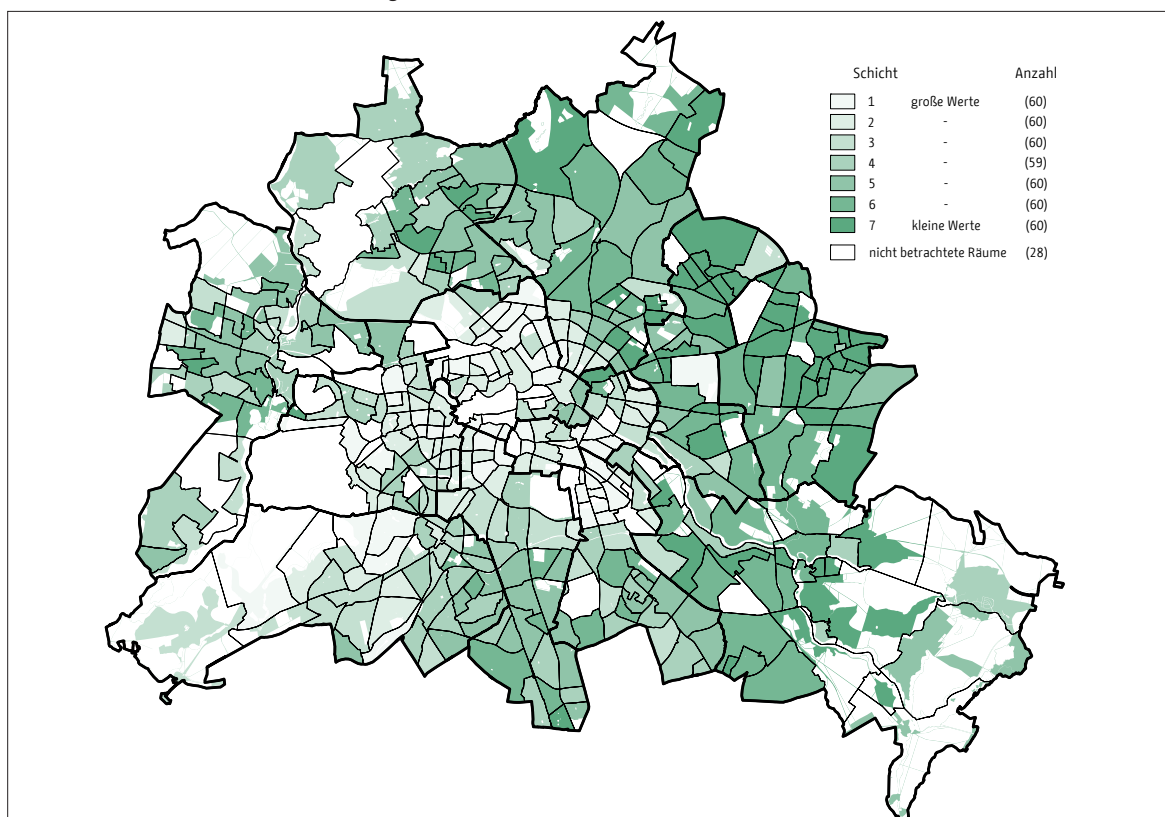 Schicht Anzahl
1 große Werte (60)
2 - (60)
3 - (60)
4 - (59)
5 - (60)
6 - (60)
7 kleine Werte (60)
nicht betrachtete Räume (28)